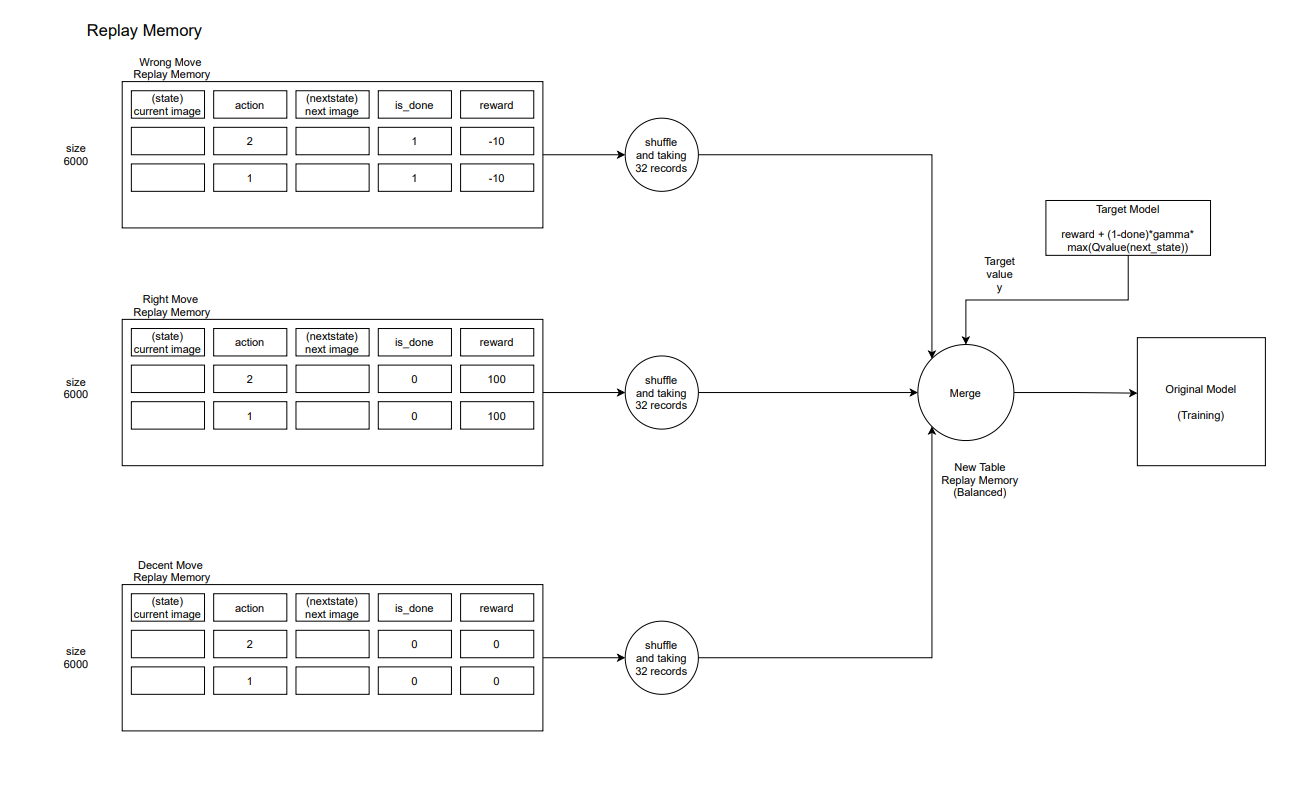 Replay Memory
Wrong Move
Replay Memory
(state)
current image
action
(nextstate)
next image
is_done
reward
size
6000
2
1
-10
1
1
-10
shuffle
and taking
32 records
Target Model
reward + (1-done)*gamma*
max(Qvalue(next_state))
Target
value
y
Right Move
Replay Memory
(state)
current image
action
(nextstate)
next image
is_done
reward
size
6000
2
0
100
1
0
100
shuffle
and taking
32 records
Merge
Original Model
(Training)
New Table
Replay Memory
(Balanced)
Decent Move
Replay Memory
(state)
current image
action
(nextstate)
next image
is_done
reward
size
6000
2
0
0
1
0
0
shuffle
and taking
32 records